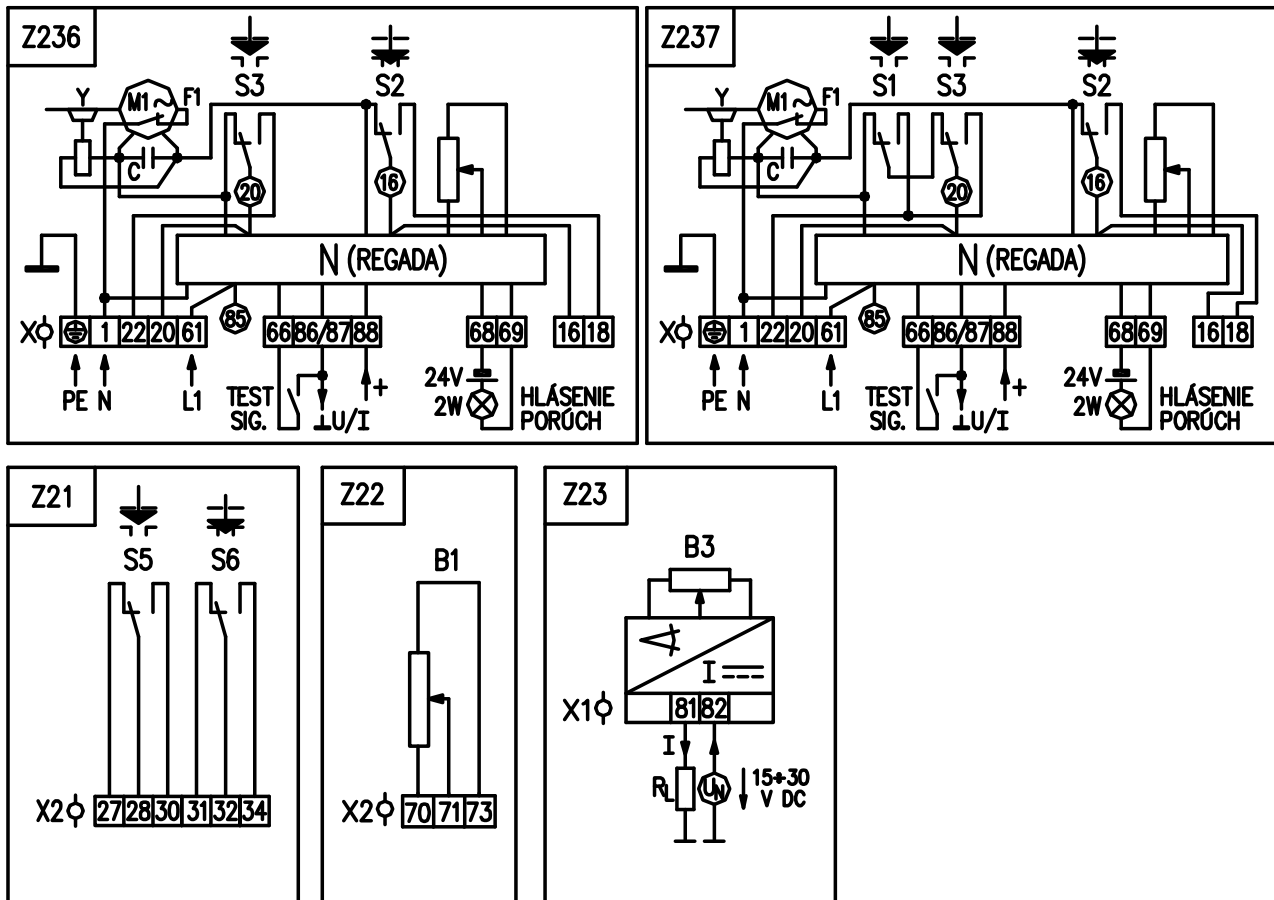 Z236
S3
S2
Y
M1 ~
F1
C
20
16
N (REGADA)
X
1
22
20
61
85
66
86/87
88
68
69
16
18
PE
N
L1
TEST
SIG.
⊥U/I
+
24V
2W
HLÁSENIE
PORÚCH
Z237
S1
S3
S2
Y
M1 ~
F1
C
20
16
N (REGADA)
X
1
22
20
61
85
66
86/87
88
68
69
16
18
PE
N
L1
TEST
SIG.
⊥U/I
+
24V
2W
HLÁSENIE
PORÚCH
Z21
S5
S6
X2
27
28
30
31
32
34
Z22
B1
X2
70
71
73
Z23
B3
I
X1
81
82
I
RL
UN
15÷30
V DC